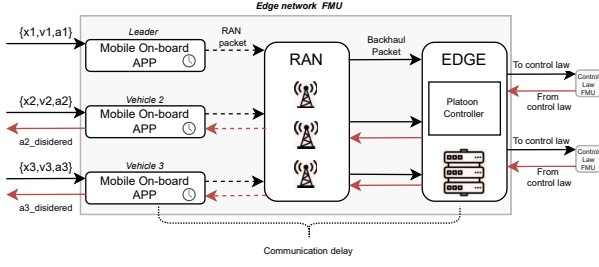 Edge network FMU
{x1,v1,a1}
Leader
Mobile On-board
APP
RAN
packet
RAN
Backhaul
Packet
EDGE
To control law
Control
Law
FMU
From
control law
{x2,v2,a2}
Vehicle 2
Mobile On-board
APP
a2_disidered
Platoon
Controller
To control law
Control
Law
FMU
From
control law
{x3,v3,a3}
Vehicle 3
Mobile On-board
APP
a3_disidered
Communication delay